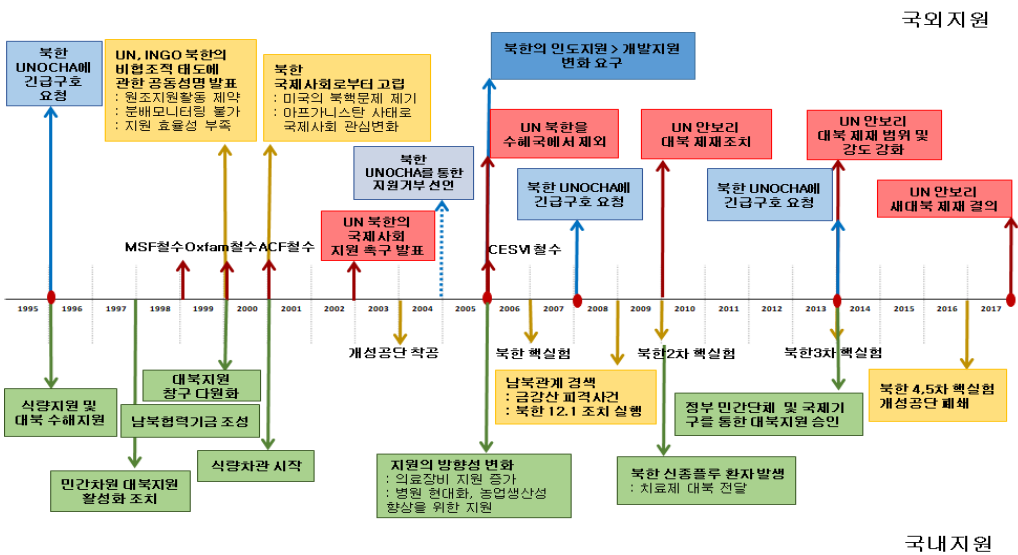 국외지원
북한
UNOCHA에
긴급구호
요청
UN, INGO 북한의
비협조적 태도에
관한 공동성명 발표
: 원조지원활동 제약
: 분배모니터링 불가
: 지원 효율성 부족
북한
국제사회로부터 고립
: 미국의 북핵문제 제기
: 아프가니스탄 사태로
국제사회 관심변화
북한의 인도지원 > 개발지원
변화 요구
북한
UNOCHA를 통한
지원거부 선언
UN 북한을
수혜국에서 제외
UN 안보리
대북 제재조치
UN 안보리
대북 제재 범위 및
강도 강화
북한 UNOCHA에
긴급구호 요청
북한 UNOCHA에
긴급구호 요청
UN 안보리
새대북 제재 결의
UN 북한의
국제사회
지원 촉구 발표
MSF철수Oxfam철수ACF철수
CESVI철수
1995 1996 1997 1998 1999 2000 2001 2002 2003 2004 2005 2006 2007 2008 2009 2010 2011 2012 2013 2014 2015 2016 2017
개성공단 착공
북한 핵실험
북한2차 핵실험
북한3차 핵실험
식량지원 및
대북 수해지원
대북지원
창구 다원화
남북협력기금 조성
식량차관 시작
민간차원 대북지원
활성화 조치
남북관계 경색
: 금강산 피격사건
: 북한 12.1 조치 실행
정부 민간단체 및 국제기
구를 통한 대북지원 승인
북한 4,5차 핵실험
개성공단 폐쇄
지원의 방향성 변화
: 의료장비 지원 증가
: 병원 현대화, 농업생산성
향상을 위한 지원
북한 신종플루 환자 발생
: 치료제 대북 전달
국내지원